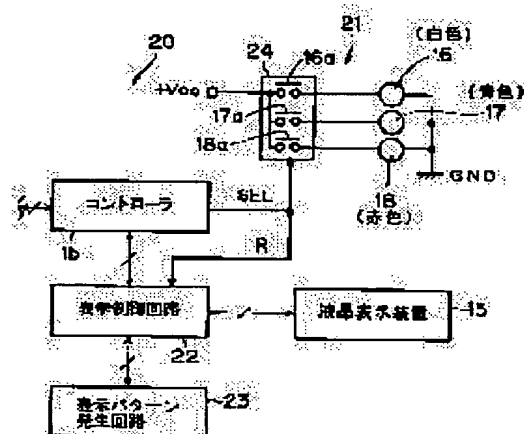 20
21
24
16a
(白色)
16
+Vcc
17a
(青色)
17
18a
18
(赤色)
GND
コントローラ
SEL
1b
R
表示制御回路
22
液晶表示装置
15
表示パターン
発生回路
23